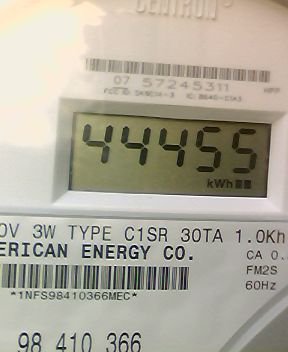 CENTRON
07 57245311
44455
kWh
0V 3W TYPE C1SR 30TA 1.0Kh
ERICAN ENERGY CO. CA 0.
FM2S
*1NFS98410366MEC* 60Hz
98 410 366